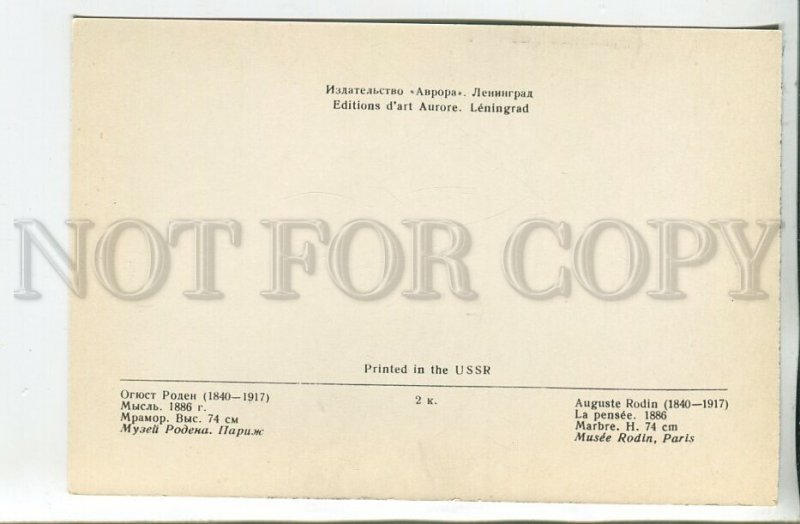 Издательство «Аврора». Ленинград
Editions d'art Aurore. Léningrad
NOT FOR COPY
Printed in the USSR
Огюст Роден (1840—1917)
Мысль. 1886 г.
Мрамор. Выс. 74 см
Музей Родена. Париж
2 к.
Auguste Rodin (1840—1917)
La pensée. 1886
Marbre. H. 74 cm
Musée Rodin, Paris